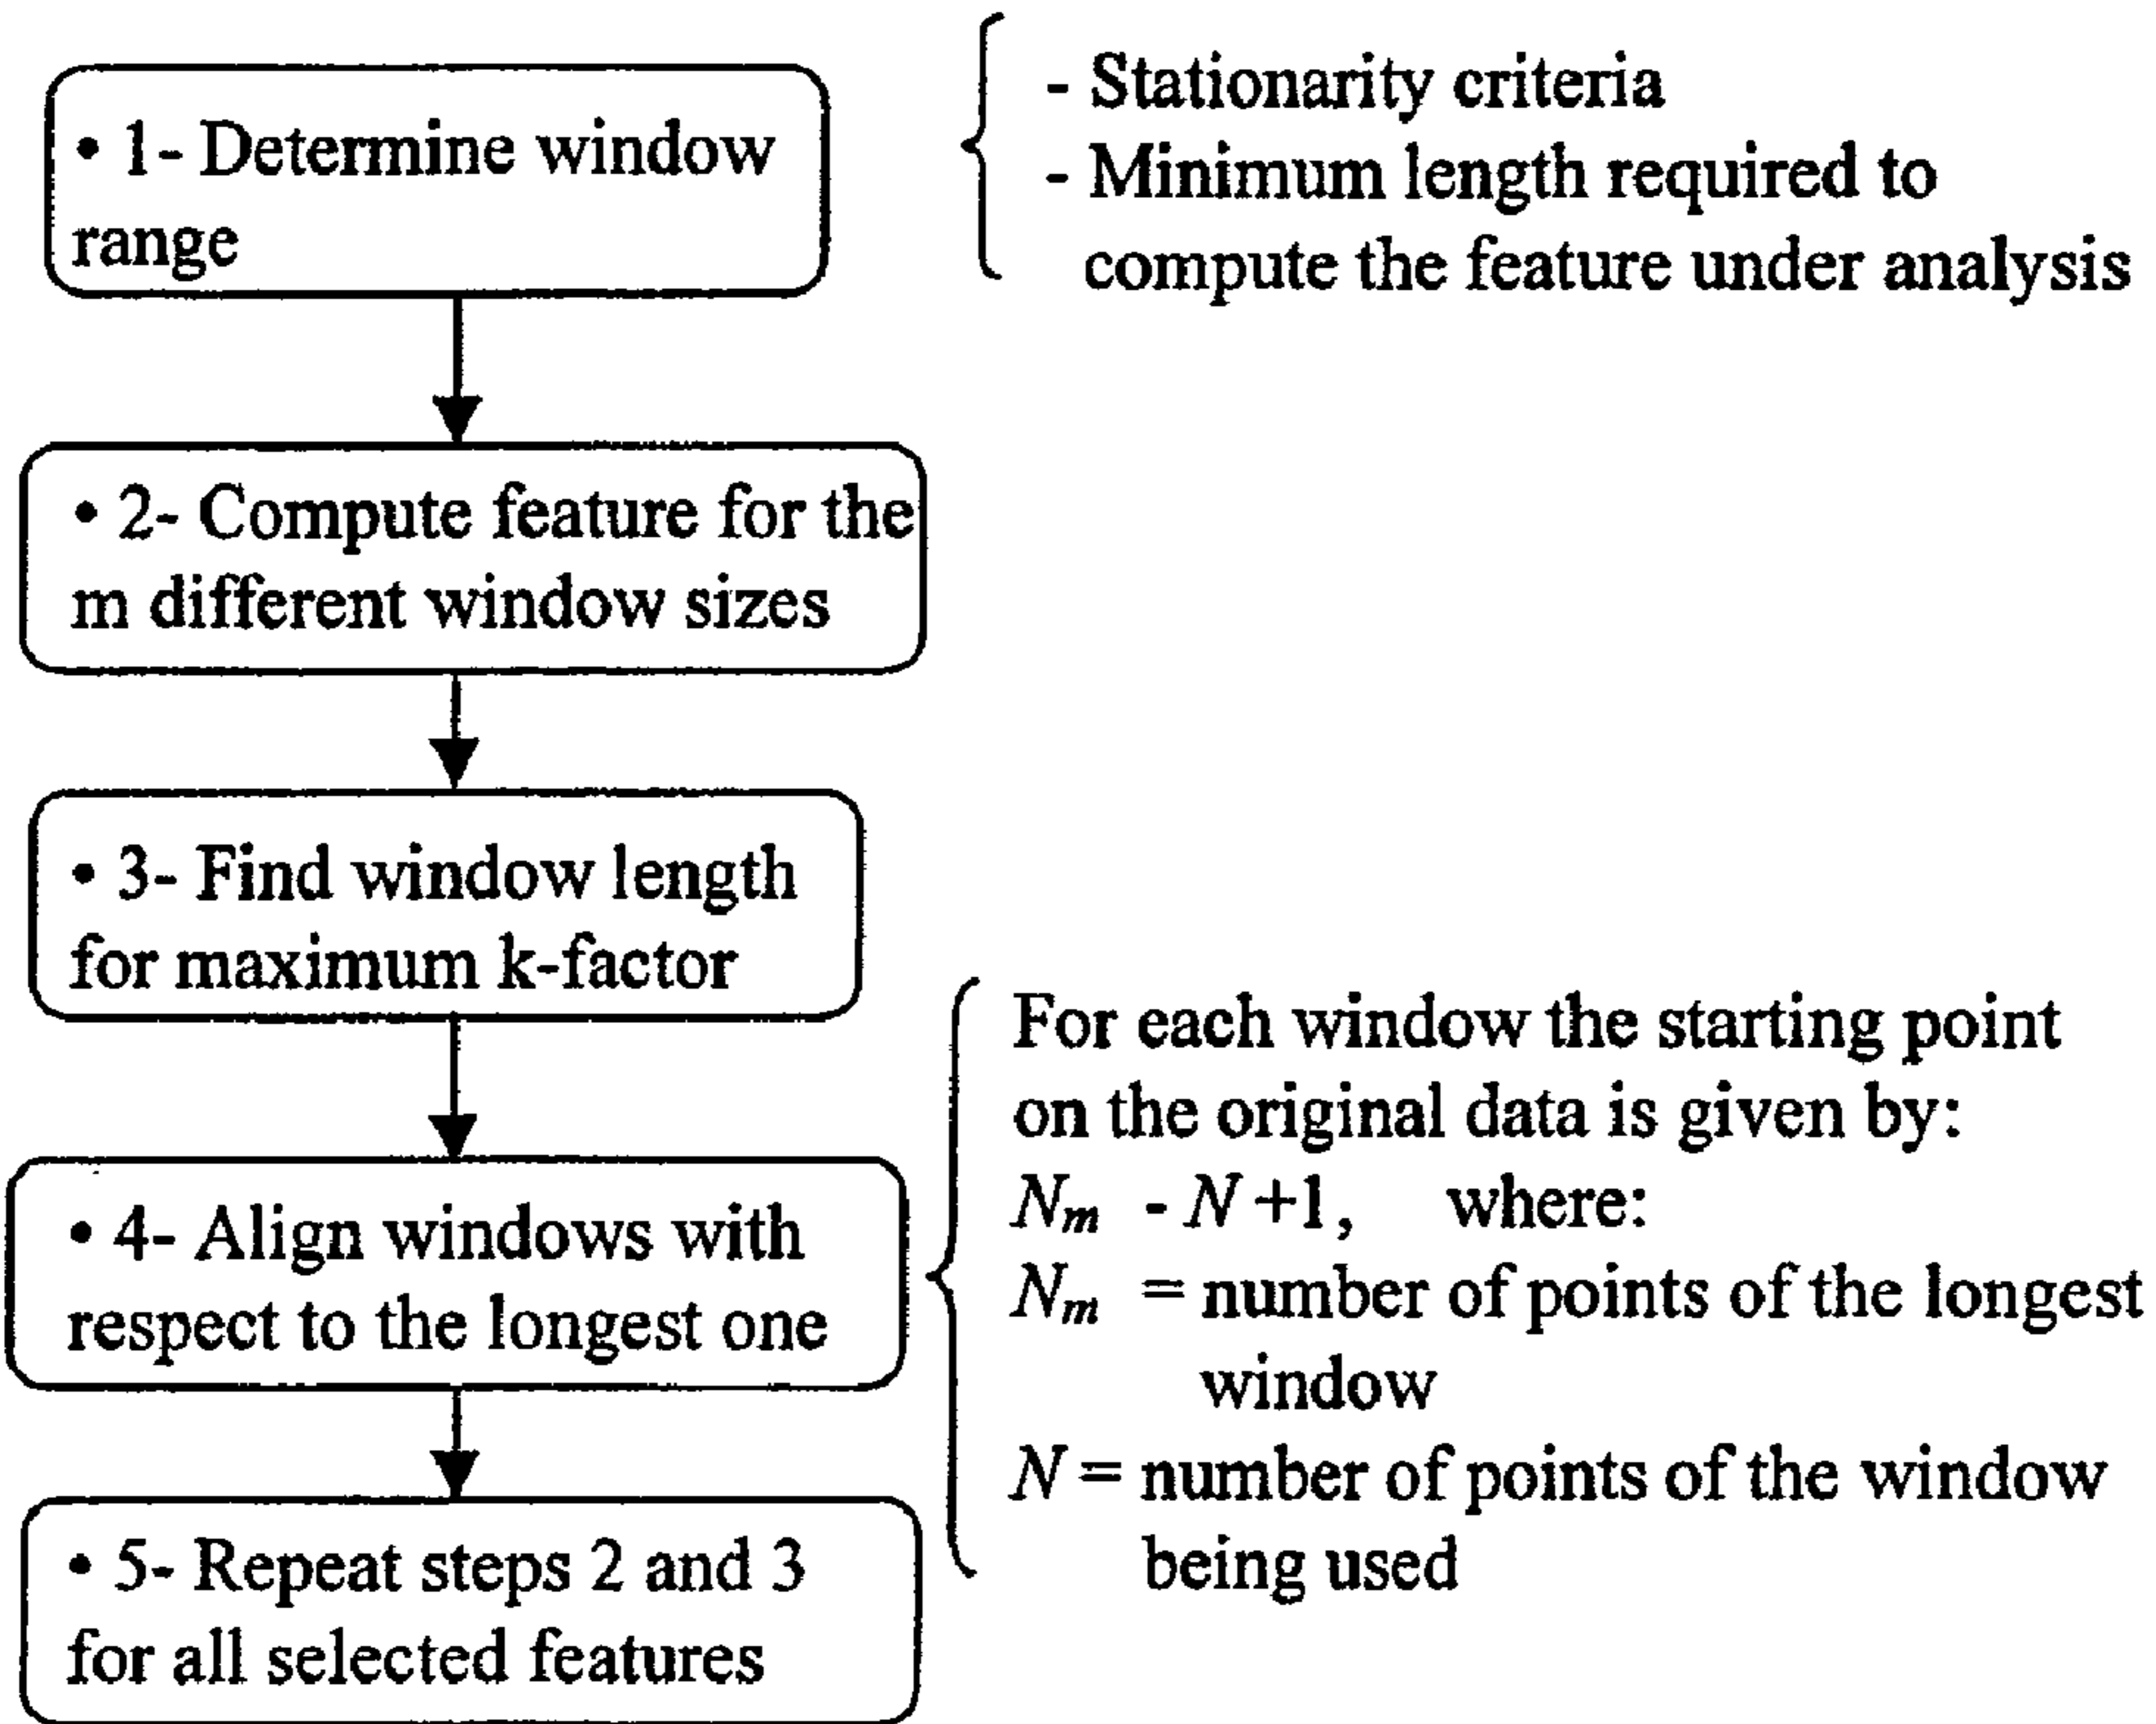 • 1- Determine window
range
- Stationarity criteria
- Minimum length required to
compute the feature under analysis
• 2- Compute feature for the
m different window sizes
• 3- Find window length
for maximum k-factor
• 4- Align windows with
respect to the longest one
For each window the starting point
on the original data is given by:
Nm - N +1, where:
Nm = number of points of the longest
window
N = number of points of the window
being used
• 5- Repeat steps 2 and 3
for all selected features